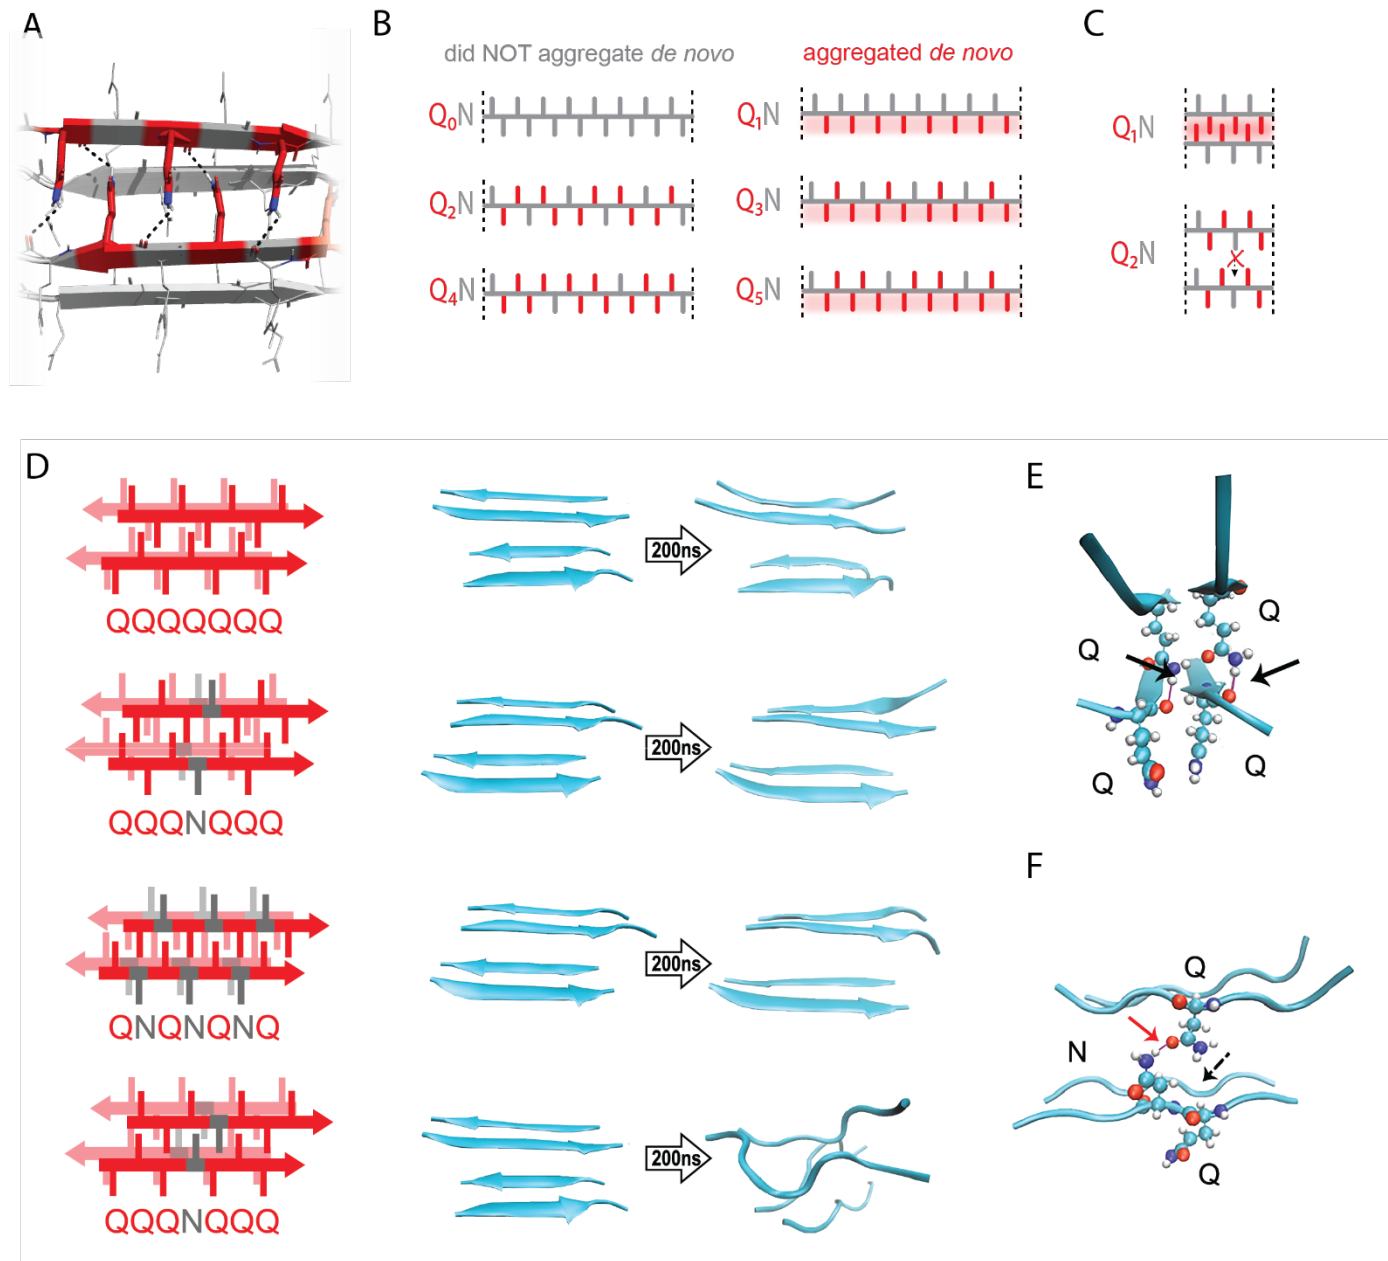 A
B
C
did NOT aggregate de novo
aggregated de novo
Q₀N
Q₁N
Q₁N
Q₂N
Q₃N
Q₂N
Q₄N
Q₅N
D
E
200ns
QQQQQQQ
Q
Q
Q
Q
200ns
QQQNQQQ
F
200ns
QNQNQNQ
Q
N
Q
200ns
QQQNQQQ